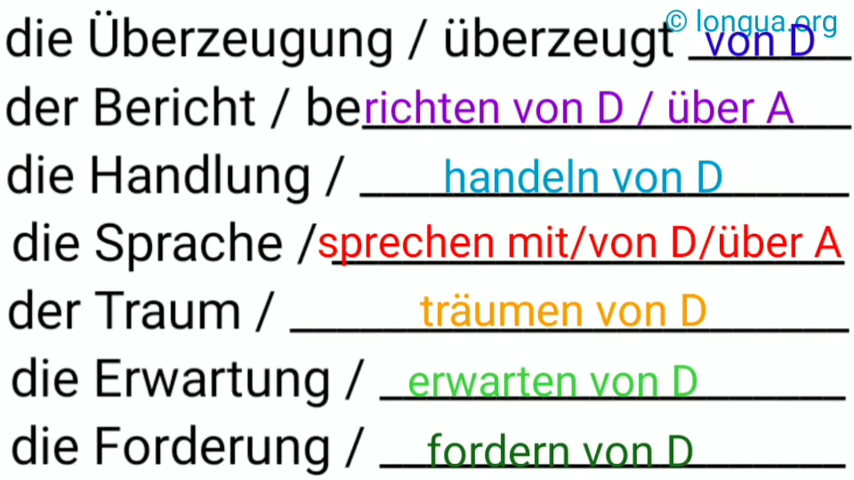 © longua.org
die Überzeugung / überzeugt von D
der Bericht / berichten von D / über A
die Handlung / handeln von D
die Sprache /sprechen mit/von D/über A
der Traum / träumen von D
die Erwartung / erwarten von D
die Forderung / fordern von D